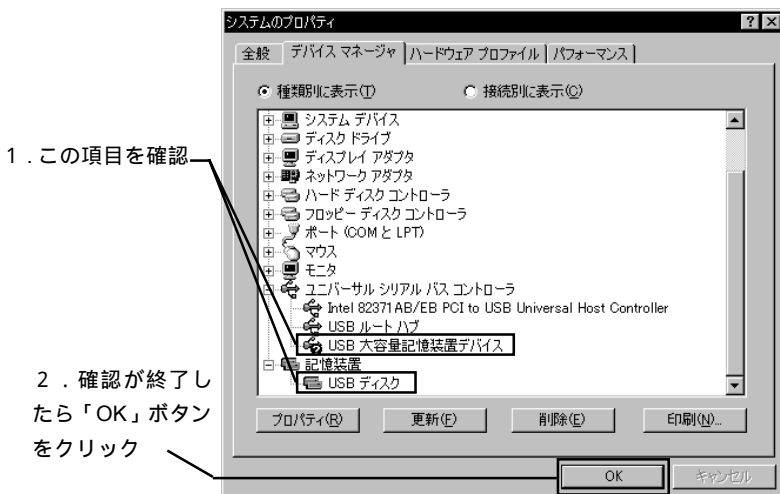 システムのプロパティ
全般 デバイス マネージャ ハードウェア プロファイル パフォーマンス
種類別に表示(T) 接続別に表示(C)
システム デバイス
ディスク ドライブ
ディスプレイ アダプタ
1．この項目を確認
ネットワーク アダプタ
ハード ディスク コントローラ
フロッピー ディスク コントローラ
ポート (COM と LPT)
マウス
モニタ
ユニバーサル シリアル バス コントローラ
Intel 82371AB/EB PCI to USB Universal Host Controller
USB ルート ハブ
USB 大容量記憶装置デバイス
記憶装置
USB ディスク
2．確認が終了し
たら「OK」ボタン
をクリック
プロパティ(R) 更新(F) 削除(E) 印刷(N)...
OK キャンセル